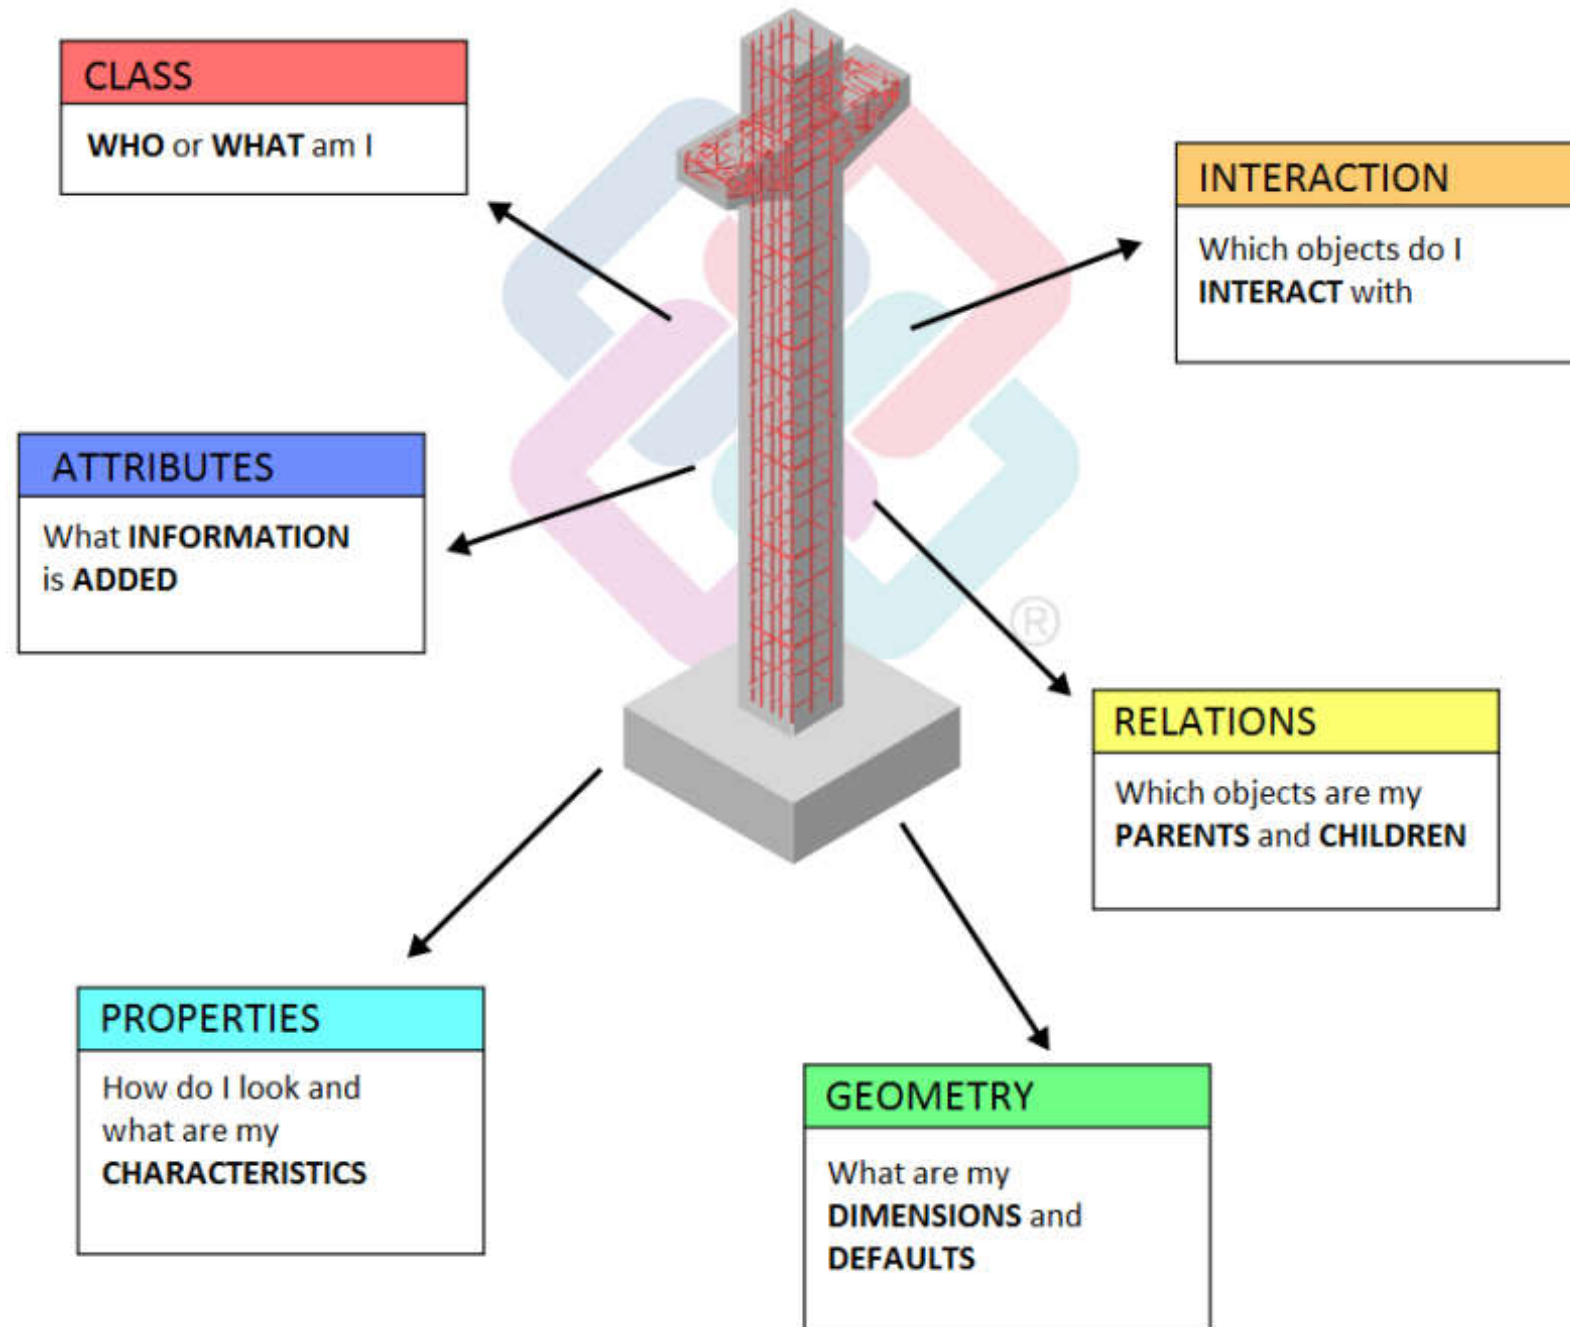 CLASS
WHO or WHAT am I
INTERACTION
Which objects do I
INTERACT with
ATTRIBUTES
What INFORMATION
is ADDED
®
RELATIONS
Which objects are my
PARENTS and CHILDREN
PROPERTIES
How do I look and
what are my
CHARACTERISTICS
GEOMETRY
What are my
DIMENSIONS and
DEFAULTS